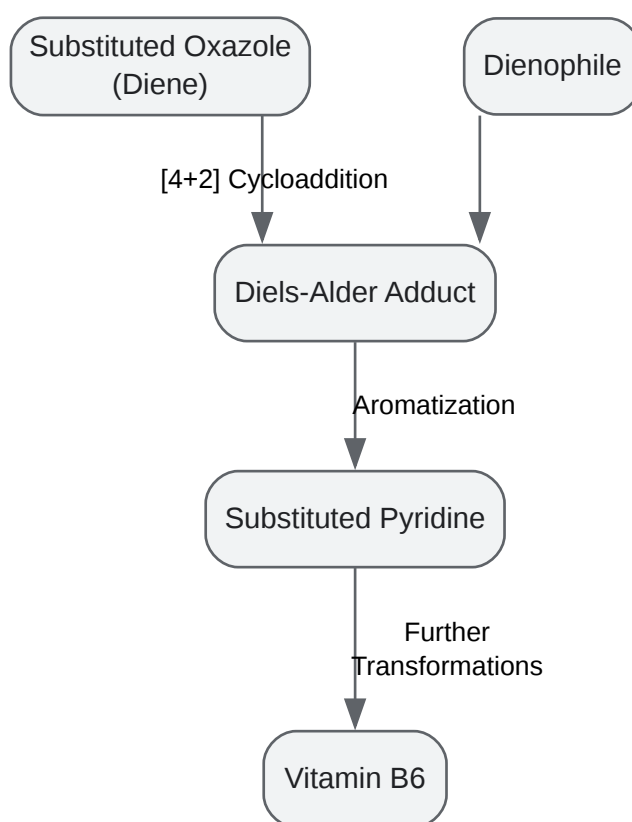 Substituted Oxazole
(Diene)
Dienophile
[4+2] Cycloaddition
Diels-Alder Adduct
Aromatization
Substituted Pyridine
Further
Transformations
Vitamin B6